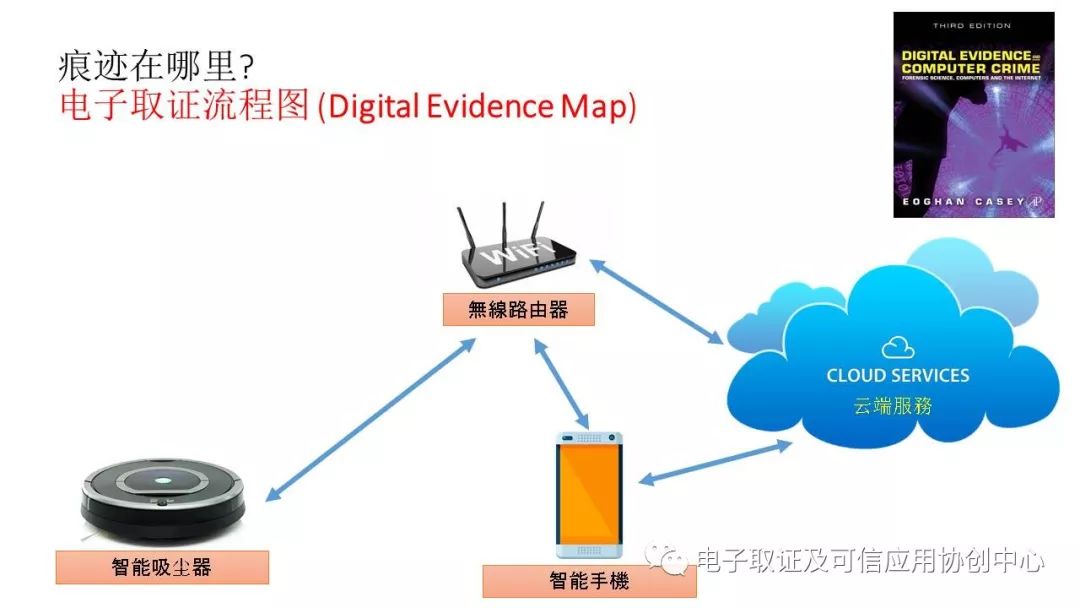 痕迹在哪里?
电子取证流程图 (Digital Evidence Map)
THIRD EDITION
DIGITAL EVIDENCE AND
COMPUTER CRIME
FORENSIC SCIENCE, COMPUTERS AND THE INTERNET
EOGHAN CASEY
WiFi
無線路由器
CLOUD SERVICES
云端服務
智能吸尘器
智能手機
电子取证及可信应用协创中心